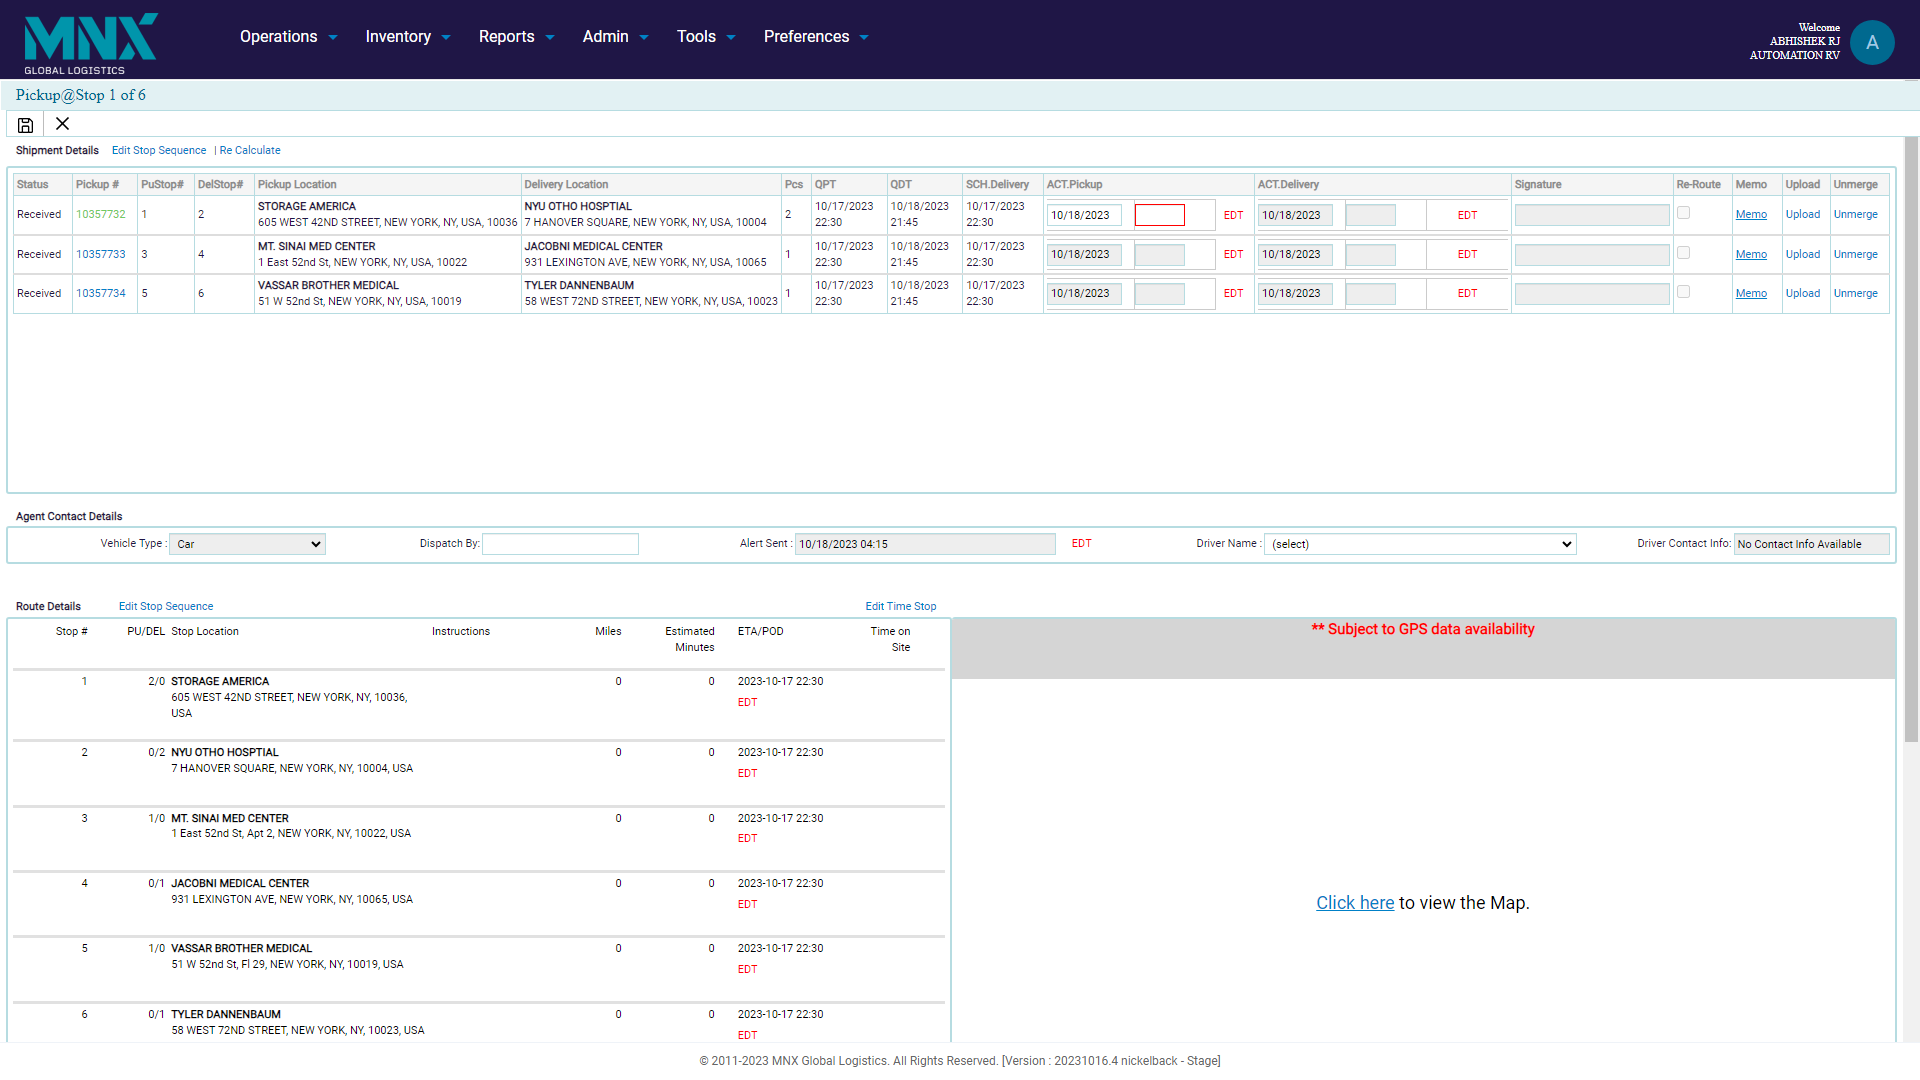 MNX
GLOBAL LOGISTICS
Operations Inventory Reports Admin Tools Preferences
Welcome
ABHISHEK RJ
AUTOMATION RV
A
Pickup@Stop 1 of 6
Shipment Details Edit Stop Sequence | Re Calculate
Status Pickup # PuStop# DelStop# Pickup Location Delivery Location Pcs QPT QDT SCH.Delivery ACT.Pickup ACT.Delivery Signature Re-Route Memo Upload Unmerge
Received 10357732 1 2 STORAGE AMERICA NYU OTHO HOSPTIAL 2 10/17/2023 10/18/2023 10/17/2023 10/18/2023 EDT 10/18/2023 EDT Memo Upload Unmerge
605 WEST 42ND STREET, NEW YORK, NY, USA, 10036 7 HANOVER SQUARE, NEW YORK, NY, USA, 10004 22:30 21:45 22:30
Received 10357733 3 4 MT. SINAI MED CENTER JACOBNI MEDICAL CENTER 1 10/17/2023 10/18/2023 10/17/2023 10/18/2023 EDT 10/18/2023 EDT Memo Upload Unmerge
1 East 52nd St, NEW YORK, NY, USA, 10022 931 LEXINGTON AVE, NEW YORK, NY, USA, 10065 22:30 21:45 22:30
Received 10357734 5 6 VASSAR BROTHER MEDICAL TYLER DANNENBAUM 1 10/17/2023 10/18/2023 10/17/2023 10/18/2023 EDT 10/18/2023 EDT Memo Upload Unmerge
51 W 52nd St, NEW YORK, NY, USA, 10019 58 WEST 72ND STREET, NEW YORK, NY, USA, 10023 22:30 21:45 22:30
Agent Contact Details
Vehicle Type : Car Dispatch By: Alert Sent : 10/18/2023 04:15 EDT Driver Name : (select) Driver Contact Info: No Contact Info Available
Route Details Edit Stop Sequence Edit Time Stop
Stop # PU/DEL Stop Location Instructions Miles Estimated ETA/POD Time on
Minutes Site
** Subject to GPS data availability
1 2/0 STORAGE AMERICA 0 0 2023-10-17 22:30
605 WEST 42ND STREET, NEW YORK, NY, 10036, EDT
USA
2 0/2 NYU OTHO HOSPTIAL 0 0 2023-10-17 22:30
7 HANOVER SQUARE, NEW YORK, NY, 10004, USA EDT
3 1/0 MT. SINAI MED CENTER 0 0 2023-10-17 22:30
1 East 52nd St, Apt 2, NEW YORK, NY, 10022, USA EDT
4 0/1 JACOBNI MEDICAL CENTER 0 0 2023-10-17 22:30
931 LEXINGTON AVE, NEW YORK, NY, 10065, USA EDT
Click here to view the Map.
5 1/0 VASSAR BROTHER MEDICAL 0 0 2023-10-17 22:30
51 W 52nd St, Fl 29, NEW YORK, NY, 10019, USA EDT
6 0/1 TYLER DANNENBAUM 0 0 2023-10-17 22:30
58 WEST 72ND STREET, NEW YORK, NY, 10023, USA EDT
© 2011-2023 MNX Global Logistics. All Rights Reserved. [Version : 20231016.4 nickelback - Stage]